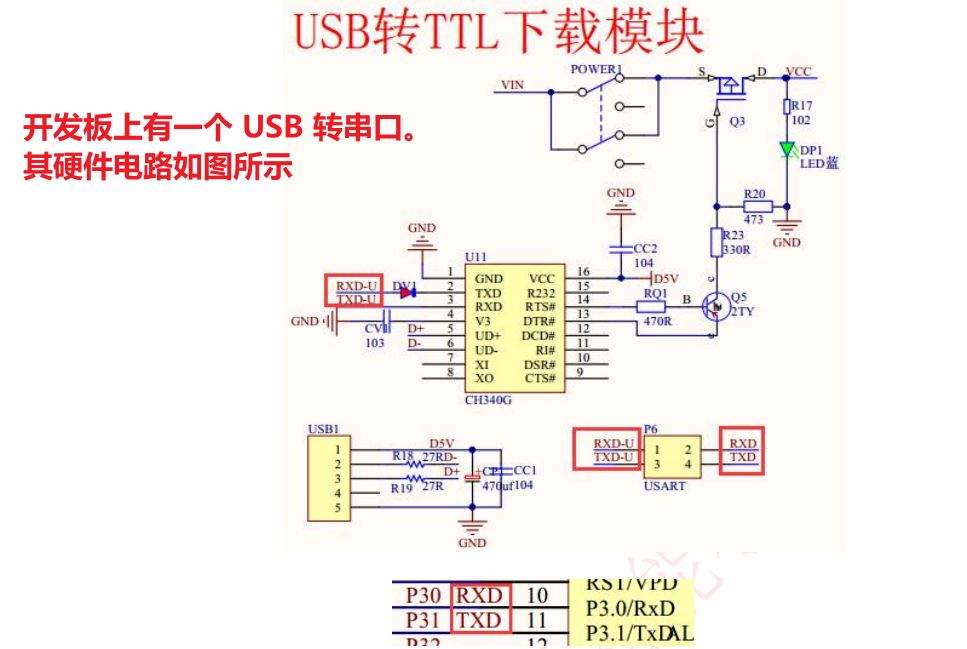 USB转TTL下载模块
开发板上有一个 USB 转串口。
其硬件电路如图所示
POWER1
VIN
S
D
VCC
G
Q3
R17
102
DP1
LED蓝
R20
473
GND
R23
330R
GND
CC2
104
GND
U11
1
GND
VCC
16
D5V
RXD-U
DV1
2
TXD
R232
15
TXD-U
3
RXD
RTS#
14
RQ1
470R
B
c
Q5
2TY
e
GND
CV1
103
4
V3
DTR#
13
D+
5
UD+
DCD#
12
D-
6
UD-
RI#
11
7
XI
DSR#
10
8
XO
CTS#
9
CH340G
USB1
1
2
3
4
5
D5V
R18
27R
D-
D+
R19
27R
CP1
470uf
CC1
104
GND
P6
RXD-U
1
2
RXD
TXD-U
3
4
TXD
USART
RST/VPD
P30
RXD
10
P3.0/RxD
P31
TXD
11
P3.1/TxD
P32
12